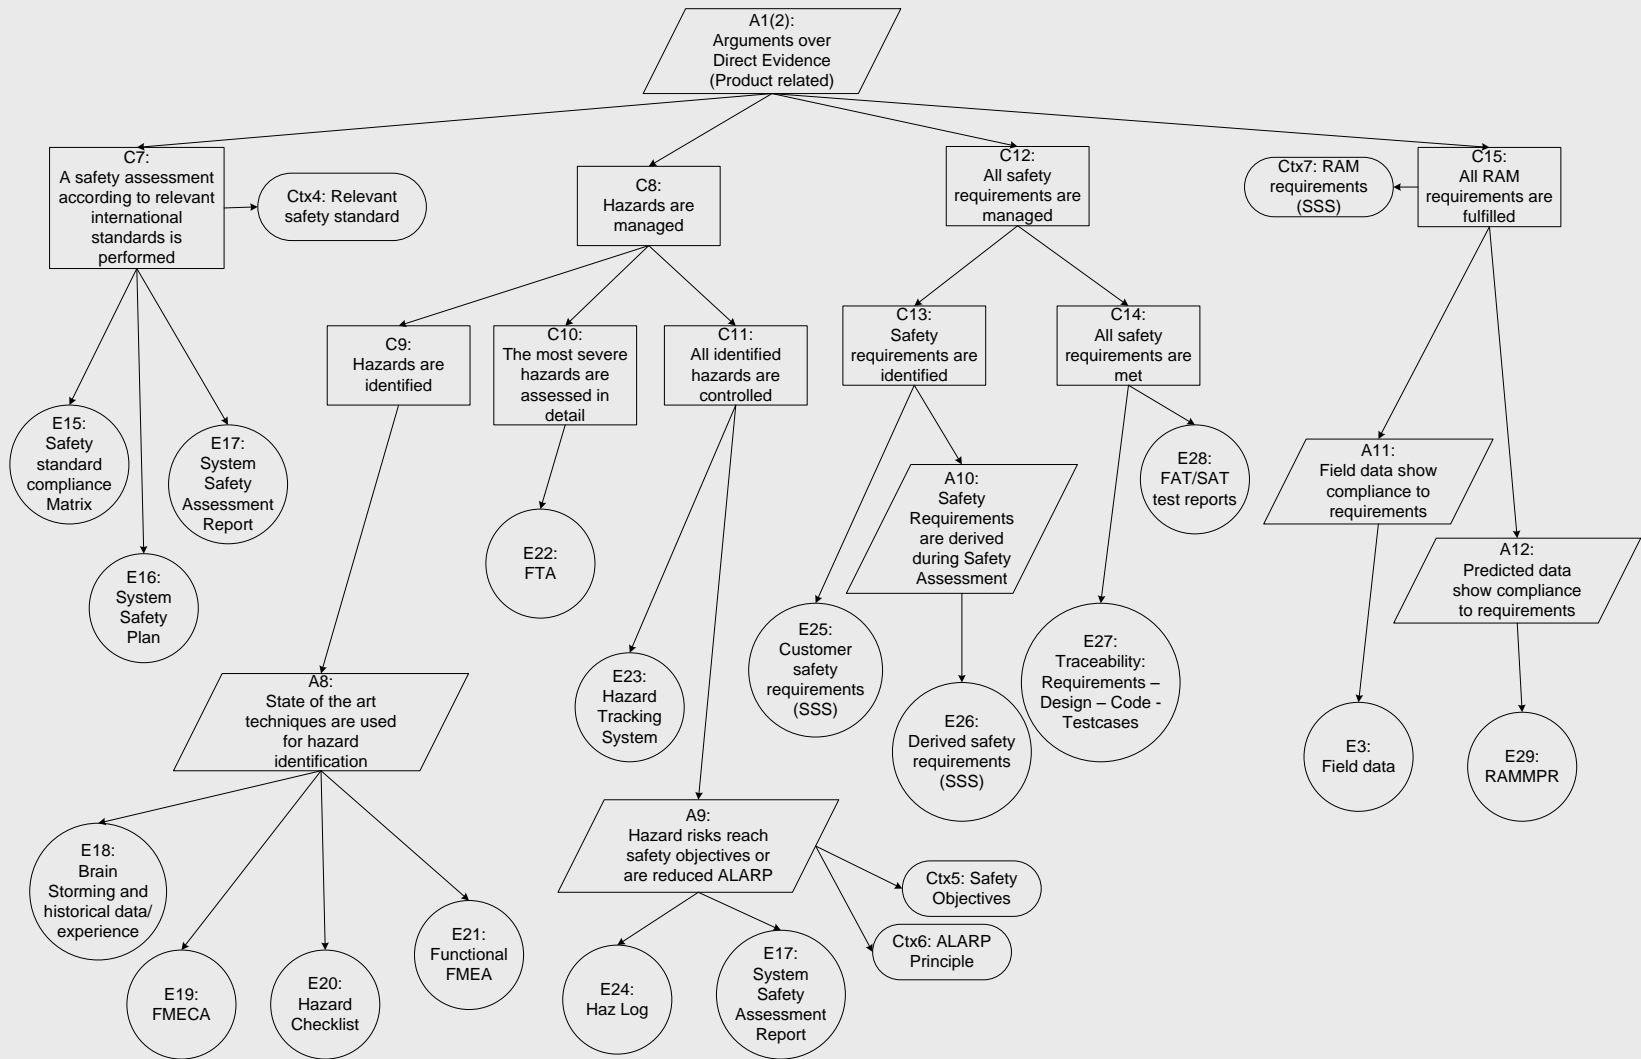 A1(2):
Arguments over
Direct Evidence
(Product related)
C7:
A safety assessment
according to relevant
international
standards is
performed
Ctx4: Relevant
safety standard
C8:
Hazards are
managed
C12:
All safety
requirements are
managed
Ctx7: RAM
requirements
(SSS)
C15:
All RAM
requirements are
fulfilled
C9:
Hazards are
identified
C10:
The most severe
hazards are
assessed in
detail
C11:
All identified
hazards are
controlled
C13:
Safety
requirements are
identified
C14:
All safety
requirements are
met
E15:
Safety
standard
compliance
Matrix
E17:
System
Safety
Assessment
Report
E16:
System
Safety
Plan
E22:
FTA
A10:
Safety
Requirements
are derived
during Safety
Assessment
E28:
FAT/SAT
test reports
A11:
Field data show
compliance to
requirements
A12:
Predicted data
show compliance
to requirements
A8:
State of the art
techniques are used
for hazard
identification
E23:
Hazard
Tracking
System
E25:
Customer
safety
requirements
(SSS)
E26:
Derived safety
requirements
(SSS)
E27:
Traceability:
Requirements –
Design – Code -
Testcases
E3:
Field data
E29:
RAMMPR
A9:
Hazard risks reach
safety objectives or
are reduced ALARP
Ctx5: Safety
Objectives
Ctx6: ALARP
Principle
E18:
Brain
Storming and
historical data/
experience
E19:
FMECA
E20:
Hazard
Checklist
E21:
Functional
FMEA
E24:
Haz Log
E17:
System
Safety
Assessment
Report